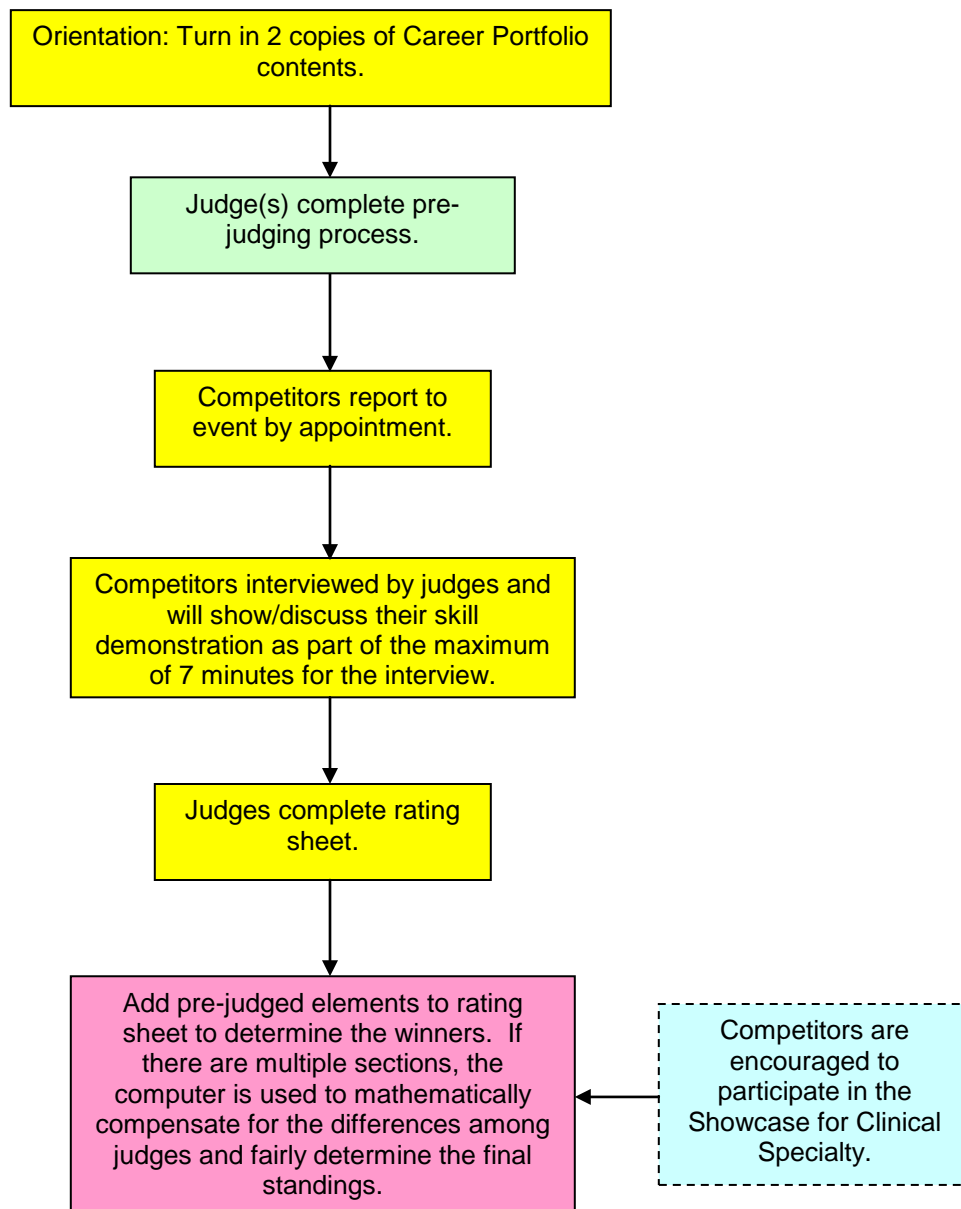 Orientation: Turn in 2 copies of Career Portfolio
contents.
Judge(s) complete pre-
judging process.
Competitors report to
event by appointment.
Competitors interviewed by judges and
will show/discuss their skill
demonstration as part of the maximum
of 7 minutes for the interview.
Judges complete rating
sheet.
Add pre-judged elements to rating
sheet to determine the winners.  If
there are multiple sections, the
computer is used to mathematically
compensate for the differences among
judges and fairly determine the final
standings.
Competitors are
encouraged to
participate in the
Showcase for Clinical
Specialty.